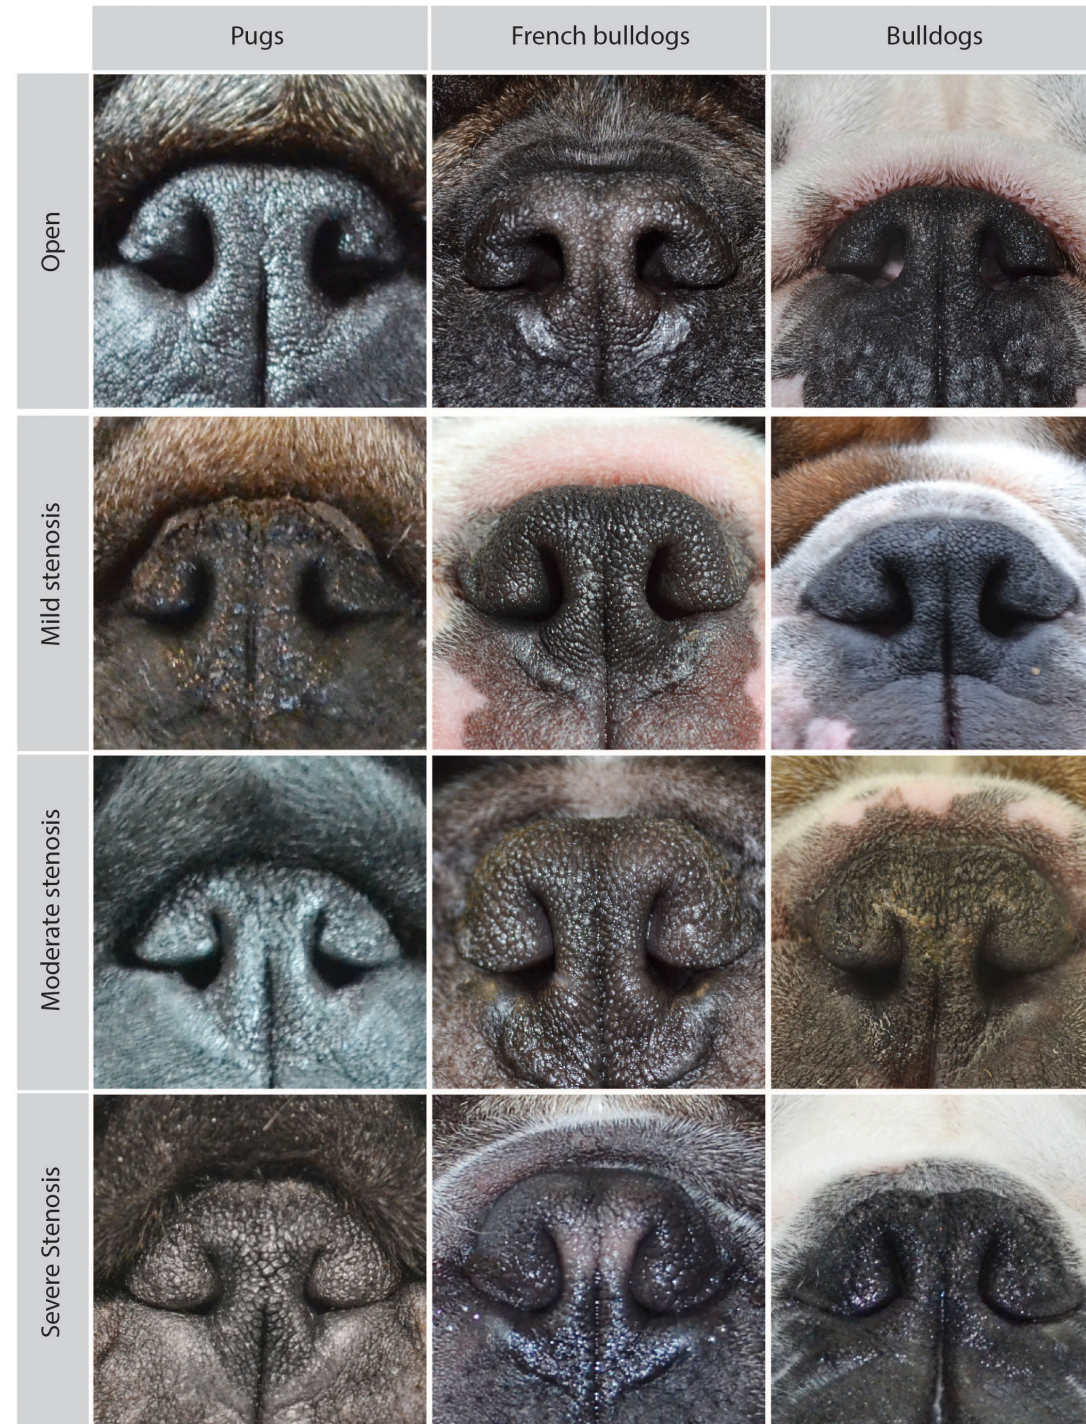 Pugs
French bulldogs
Bulldogs
Open
Mild stenosis
Moderate stenosis
Severe Stenosis